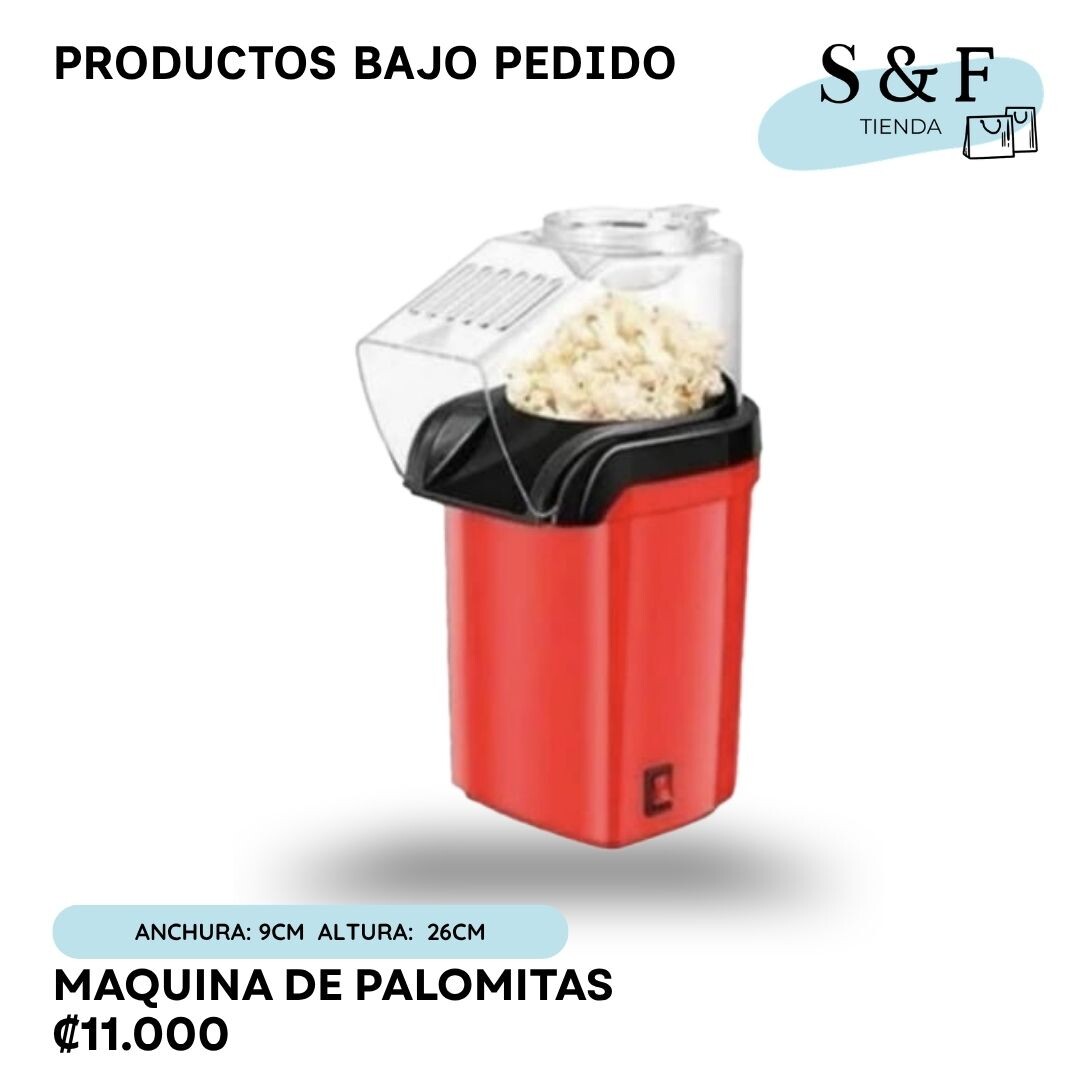 PRODUCTOS BAJO PEDIDO
S & F
TIENDA
ANCHURA: 9CM ALTURA: 26CM
MAQUINA DE PALOMITAS
₡11.000